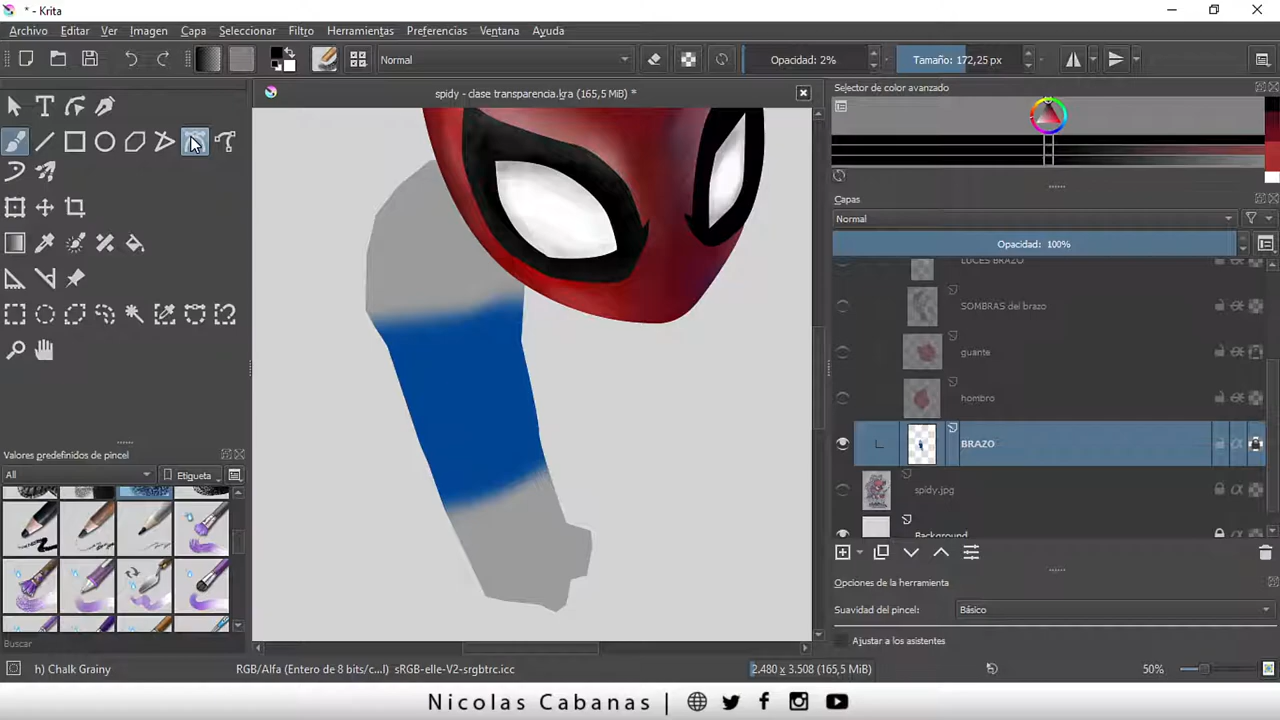 * - Krita
Archivo Editar Ver Imagen Capa Seleccionar Filtro Herramientas Preferencias Ventana Ayuda
Normal Opacidad: 2% Tamaño: 172,25 px
spidy - clase transparencia.kra (165,5 MiB) *
Selector de color avanzado
Capas
Normal
Opacidad: 100%
LUCES BRAZO
SOMBRAS del brazo
guante
hombro
BRAZO
spidy.jpg
Background
Valores predefinidos de pincel
All Etiqueta
Opciones de la herramienta
Suavidad del pincel: Básico
Ajustar a los asistentes
Buscar
h) Chalk Grainy RGB/Alfa (Entero de 8 bits/c...l) sRGB-elle-V2-srgbtrc.icc 2.480 x 3.508 (165,5 MiB) 50%
Nicolas Cabanas |